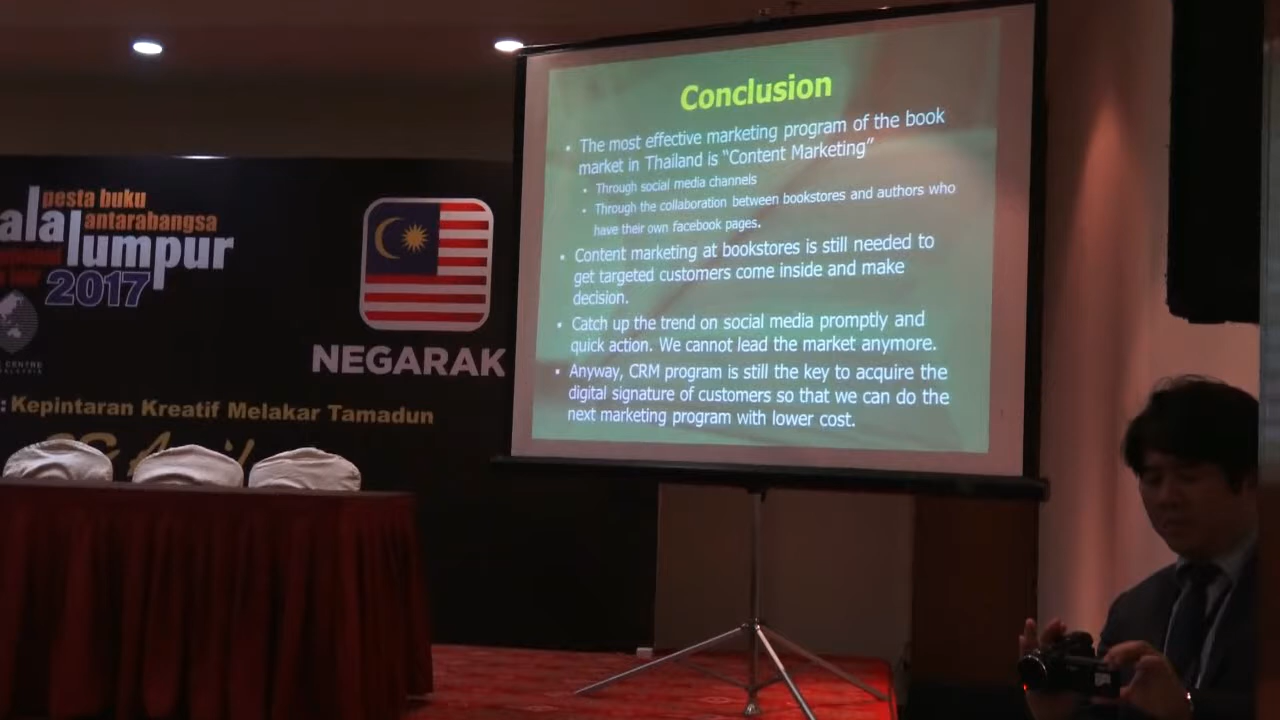 pesta buku
antarabangsa
ala lumpur
2017
NEGARAK
: Kepintaran Kreatif Melakar Tamadun
Conclusion
• The most effective marketing program of the book
market in Thailand is “Content Marketing”
• Through social media channels
• Through the collaboration between bookstores and authors who
have their own facebook pages.
• Content marketing at bookstores is still needed to
get targeted customers come inside and make
decision.
• Catch up the trend on social media promptly and
quick action. We cannot lead the market anymore.
• Anyway, CRM program is still the key to acquire the
digital signature of customers so that we can do the
next marketing program with lower cost.